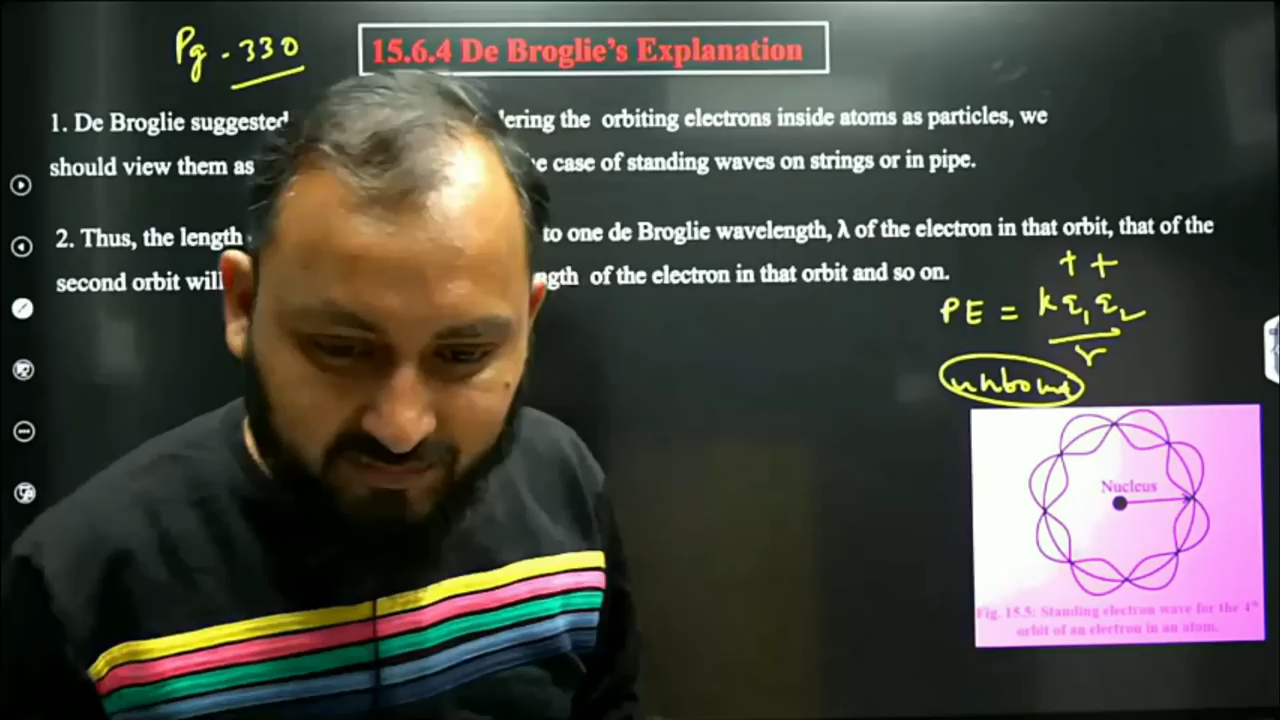 Pg - 330
15.6.4 De Broglie's Explanation
1. De Broglie suggested the orbiting electrons inside atoms as particles, we
should view them as case of standing waves on strings or in pipe.
2. Thus, the length to one de Broglie wavelength, λ of the electron in that orbit, that of the
second orbit will of the electron in that orbit and so on.
+ +
PE = kq₁q₂
r
Nucleus
Fig. 15.5: Standing electron wave for the 4th
orbit of an electron in an atom.